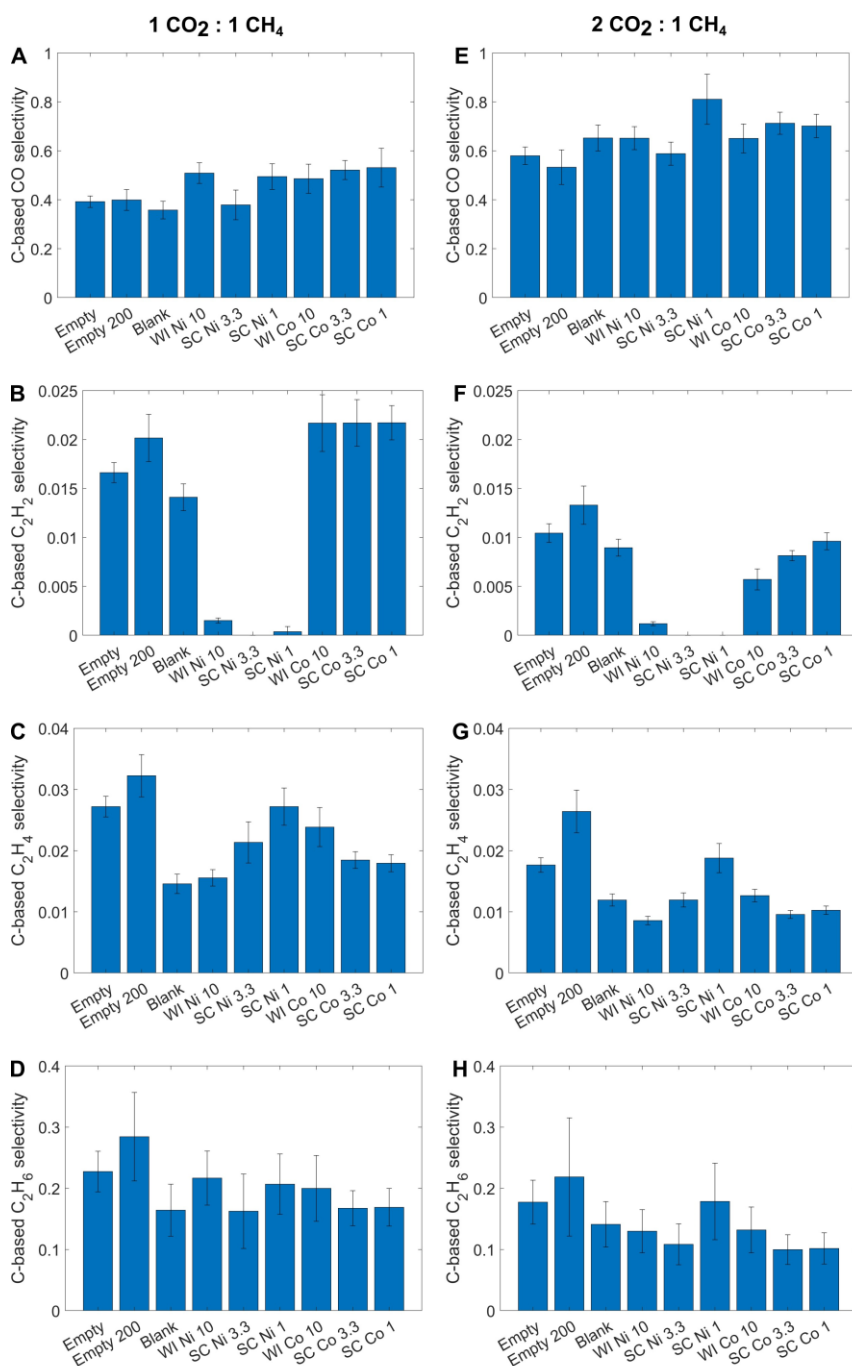 1 CO₂ : 1 CH₄
2 CO₂ : 1 CH₄
A
C-based CO selectivity
1
0.8
0.6
0.4
0.2
0
Empty
Empty 200
Blank
WI Ni 10
SC Ni 3.3
SC Ni 1
WI Co 10
SC Co 3.3
SC Co 1
E
C-based CO selectivity
1
0.8
0.6
0.4
0.2
0
Empty
Empty 200
Blank
WI Ni 10
SC Ni 3.3
SC Ni 1
WI Co 10
SC Co 3.3
SC Co 1
B
C-based C₂H₂ selectivity
0.025
0.02
0.015
0.01
0.005
0
Empty
Empty 200
Blank
WI Ni 10
SC Ni 3.3
SC Ni 1
WI Co 10
SC Co 3.3
SC Co 1
F
C-based C₂H₂ selectivity
0.025
0.02
0.015
0.01
0.005
0
Empty
Empty 200
Blank
WI Ni 10
SC Ni 3.3
SC Ni 1
WI Co 10
SC Co 3.3
SC Co 1
C
C-based C₂H₄ selectivity
0.04
0.03
0.02
0.01
0
Empty
Empty 200
Blank
WI Ni 10
SC Ni 3.3
SC Ni 1
WI Co 10
SC Co 3.3
SC Co 1
G
C-based C₂H₄ selectivity
0.04
0.03
0.02
0.01
0
Empty
Empty 200
Blank
WI Ni 10
SC Ni 3.3
SC Ni 1
WI Co 10
SC Co 3.3
SC Co 1
D
C-based C₂H₆ selectivity
0.4
0.3
0.2
0.1
0
Empty
Empty 200
Blank
WI Ni 10
SC Ni 3.3
SC Ni 1
WI Co 10
SC Co 3.3
SC Co 1
H
C-based C₂H₆ selectivity
0.4
0.3
0.2
0.1
0
Empty
Empty 200
Blank
WI Ni 10
SC Ni 3.3
SC Ni 1
WI Co 10
SC Co 3.3
SC Co 1